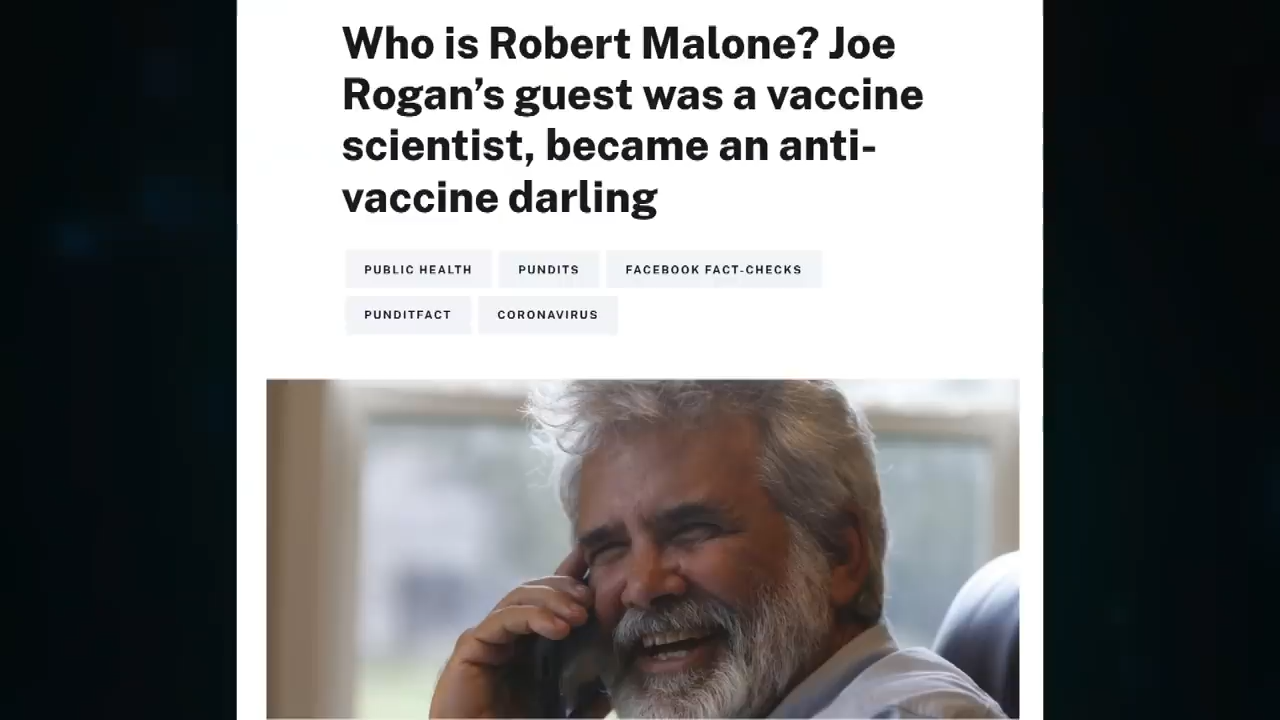 Who is Robert Malone? Joe
Rogan’s guest was a vaccine
scientist, became an anti-
vaccine darling
PUBLIC HEALTH PUNDITS FACEBOOK FACT-CHECKS
PUNDITFACT CORONAVIRUS